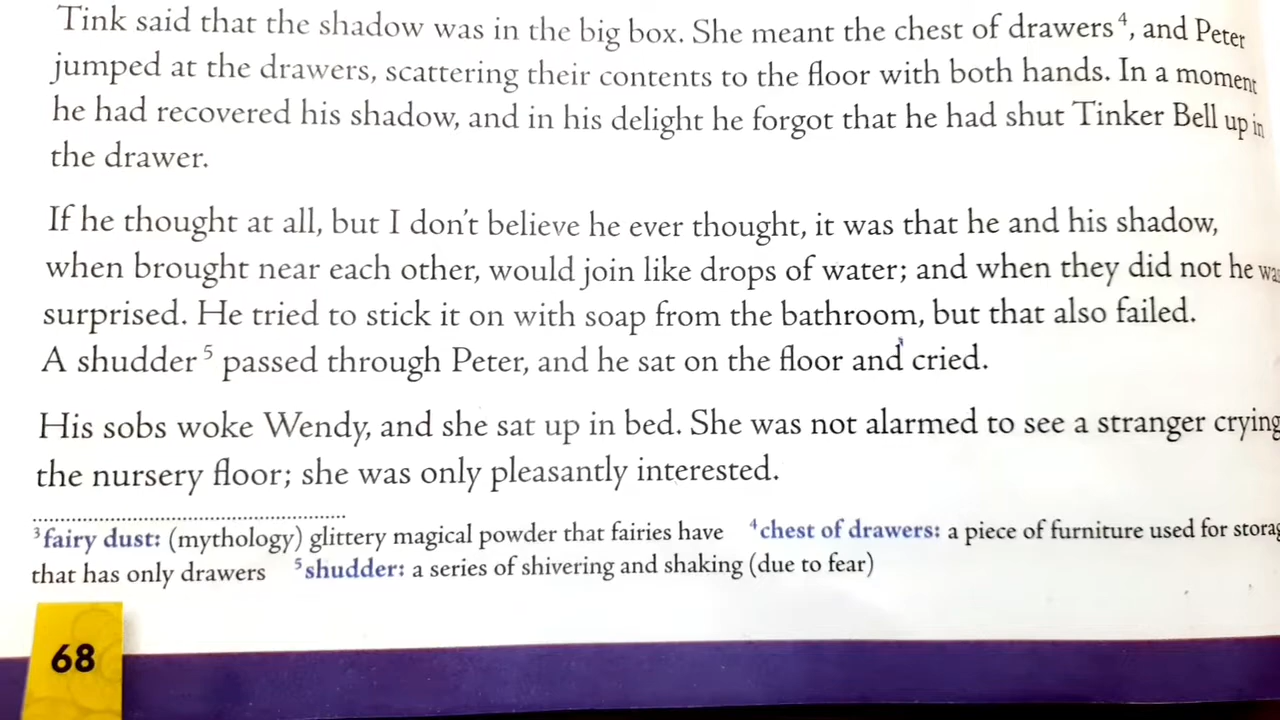 Tink said that the shadow was in the big box. She meant the chest of drawers⁴, and Peter
jumped at the drawers, scattering their contents to the floor with both hands. In a moment
he had recovered his shadow, and in his delight he forgot that he had shut Tinker Bell up in
the drawer.
If he thought at all, but I don't believe he ever thought, it was that he and his shadow,
when brought near each other, would join like drops of water; and when they did not he
surprised. He tried to stick it on with soap from the bathroom, but that also failed.
A shudder⁵ passed through Peter, and he sat on the floor and cried.
His sobs woke Wendy, and she sat up in bed. She was not alarmed to see a stranger crying
the nursery floor; she was only pleasantly interested.
³fairy dust: (mythology) glittery magical powder that fairies have ⁴chest of drawers: a piece of furniture used for
that has only drawers ⁵shudder: a series of shivering and shaking (due to fear)
68